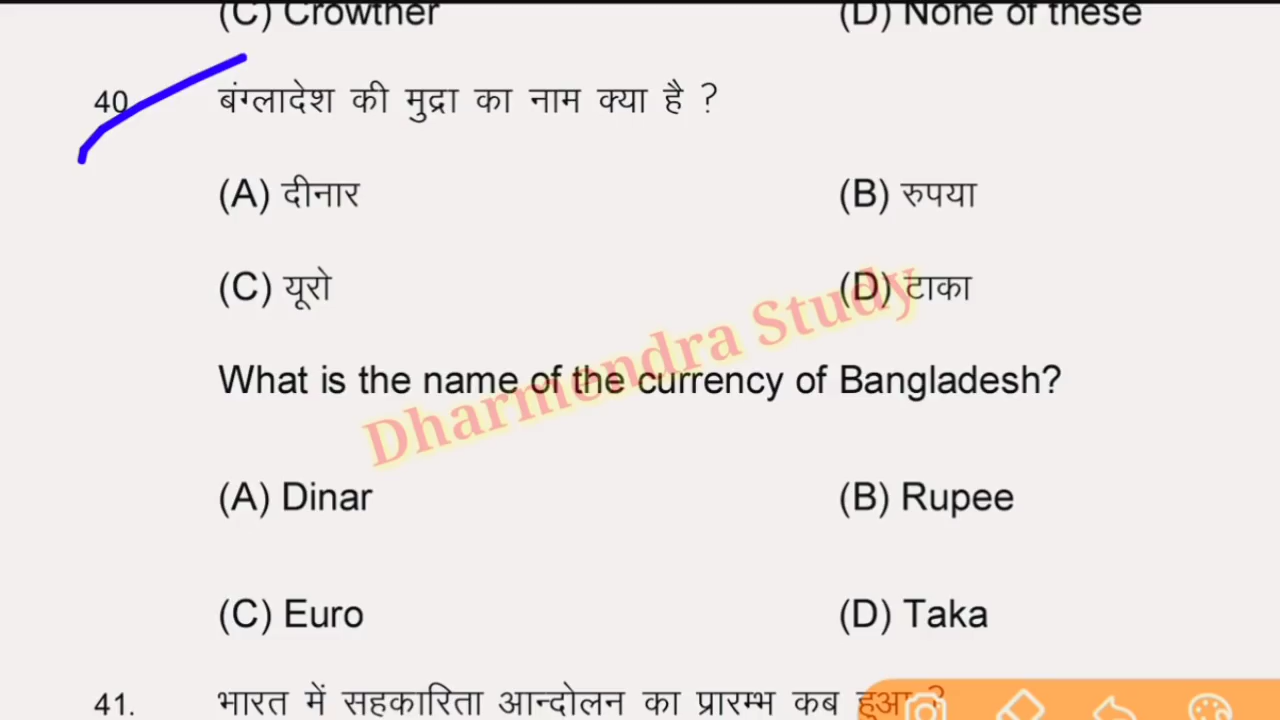 (C) Crowther (D) None of these
40 बंग्लादेश की मुद्रा का नाम क्या है ?
(A) दीनार (B) रुपया
(C) यूरो (D) टाका
What is the name of the currency of Bangladesh?
Dharmendra Study
(A) Dinar (B) Rupee
(C) Euro (D) Taka
41. भारत में सहकारिता आन्दोलन का प्रारम्भ कब हुआ ?